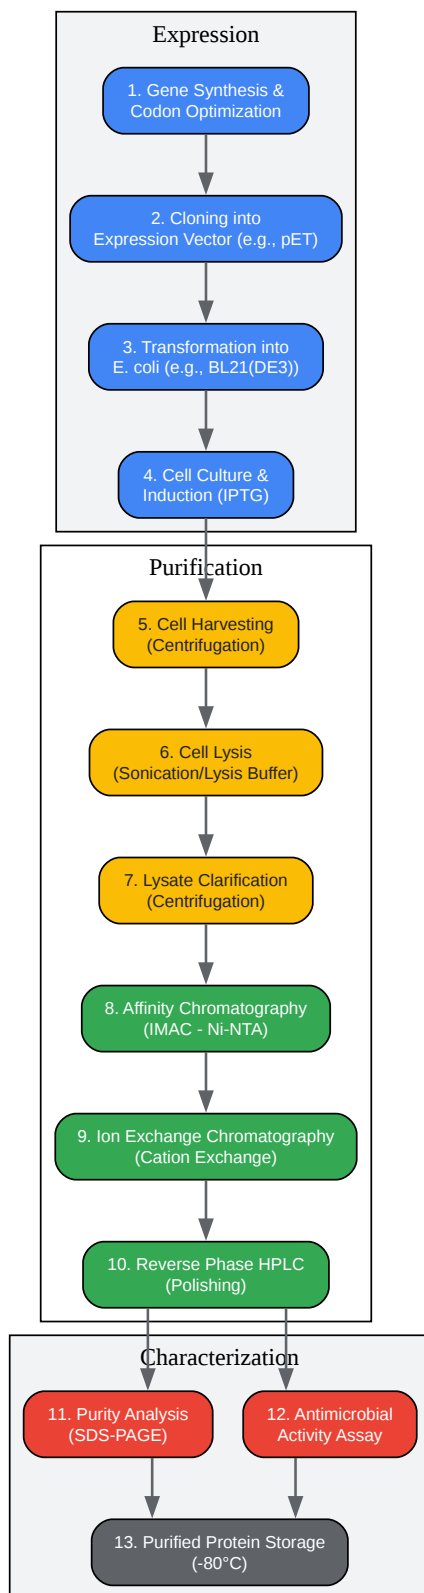 Expression
1. Gene Synthesis &
Codon Optimization
2. Cloning into
Expression Vector (e.g., pET)
3. Transformation into
E. coli (e.g., BL21(DE3))
4. Cell Culture &
Induction (IPTG)
Purification
5. Cell Harvesting
(Centrifugation)
6. Cell Lysis
(Sonication/Lysis Buffer)
7. Lysate Clarification
(Centrifugation)
8. Affinity Chromatography
(IMAC - Ni-NTA)
9. Ion Exchange Chromatography
(Cation Exchange)
10. Reverse Phase HPLC
(Polishing)
Characterization
11. Purity Analysis
(SDS-PAGE)
12. Antimicrobial
Activity Assay
13. Purified Protein Storage
(-80°C)